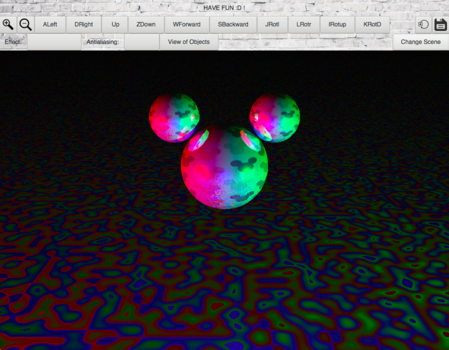 HAVE FUN :D !
ALeft DRight Up ZDown WForward SBackward JRotl LRotr IRotup KRotD
Effect: Antialiasing: View of Objects Change Scene